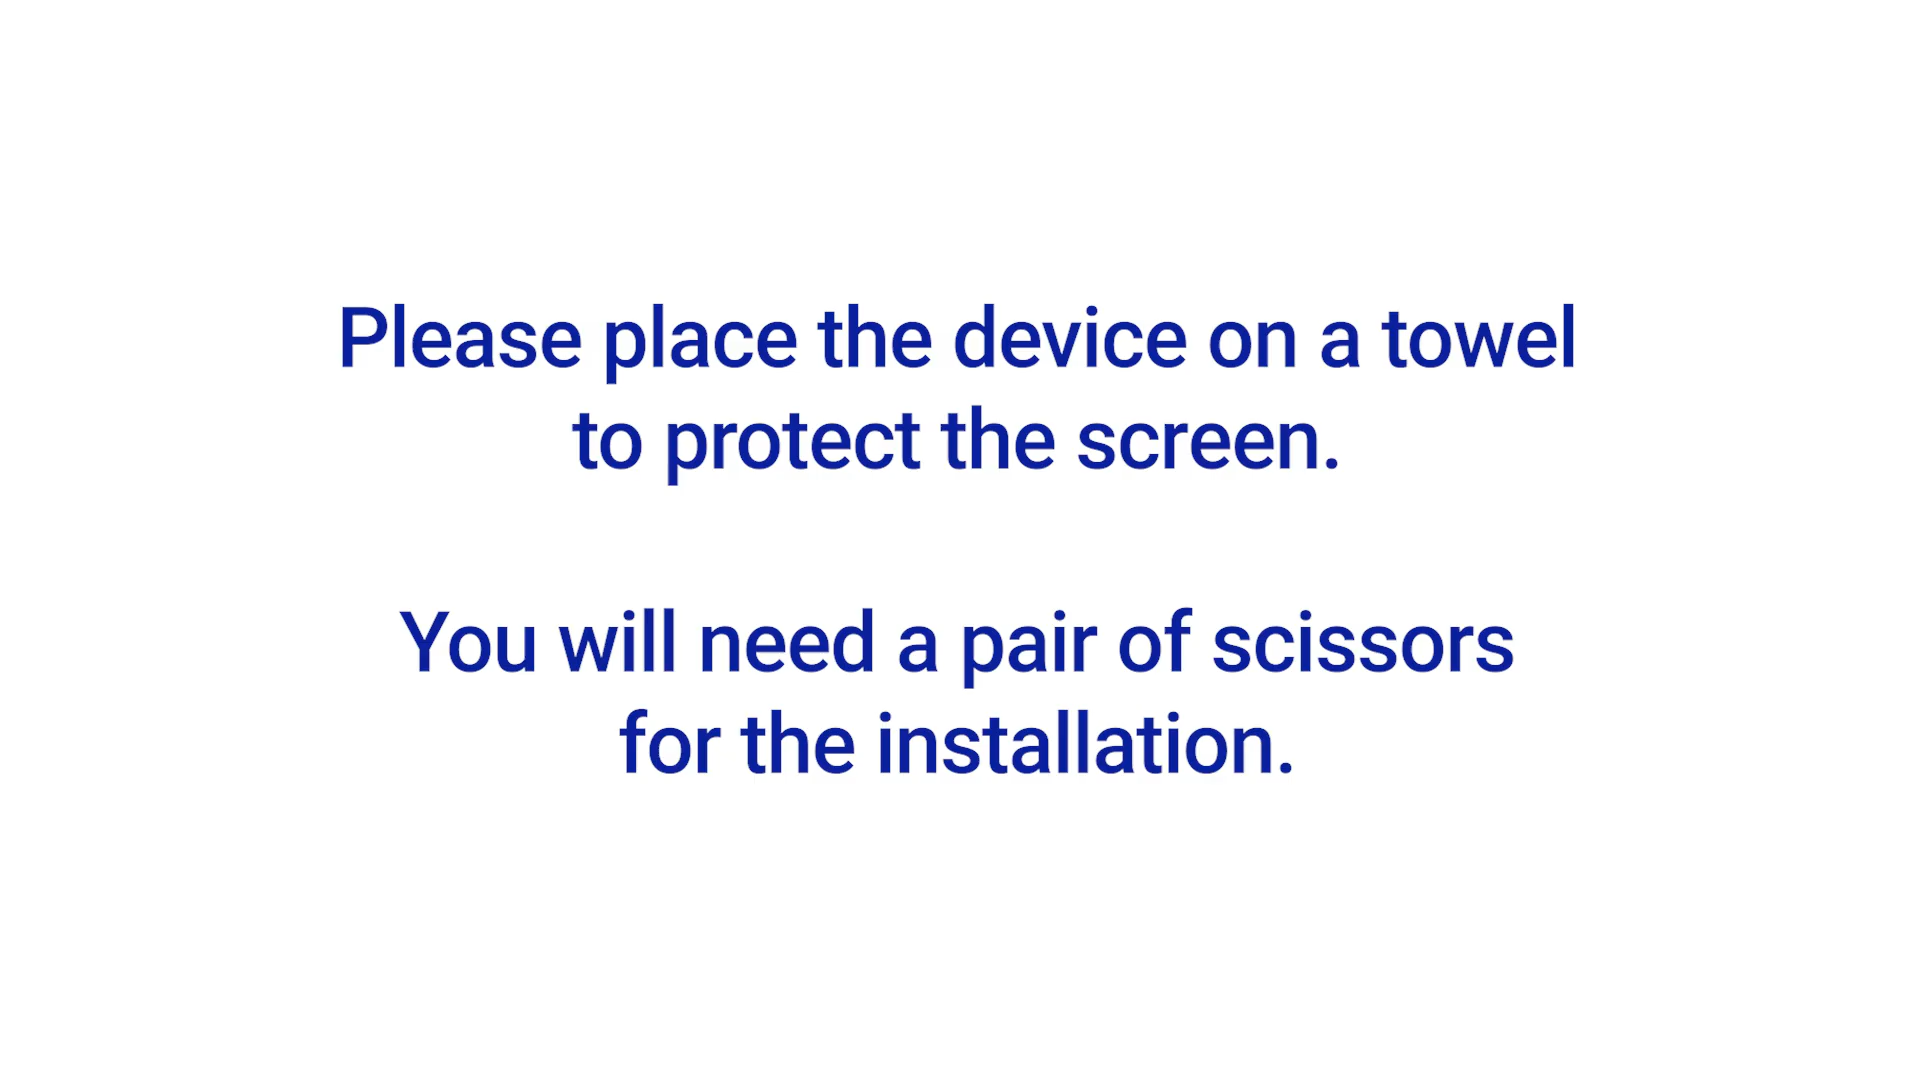 Please place the device on a towel
to protect the screen.
You will need a pair of scissors
for the installation.